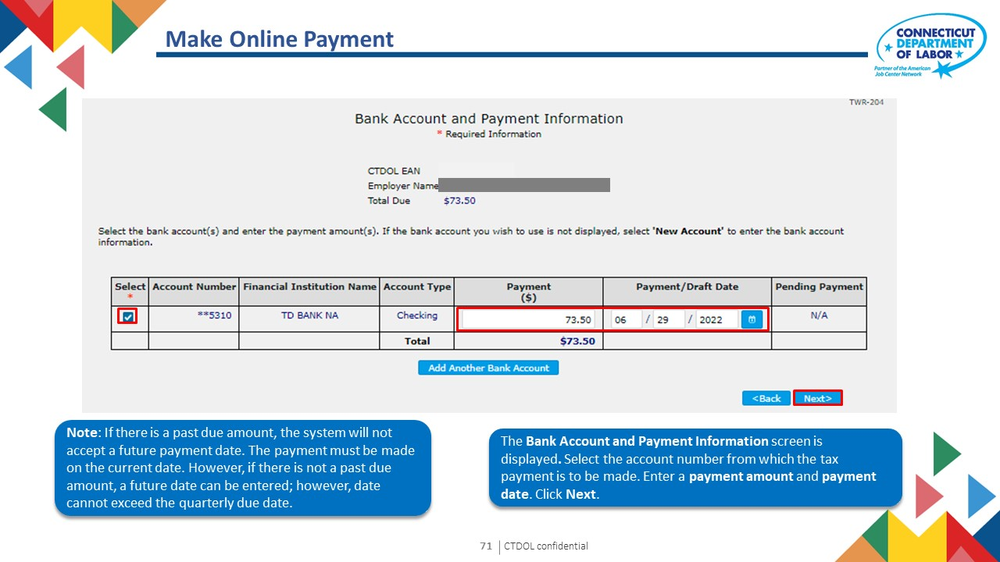 Make Online Payment
CONNECTICUT
DEPARTMENT
OF LABOR
Partner of the American
Job Center Network
TWR-204
Bank Account and Payment Information
* Required Information
CTDOL EAN
Employer Name
Total Due $73.50
Select the bank account(s) and enter the payment amount(s). If the bank account you wish to use is not displayed, select 'New Account' to enter the bank account
information.
Select Account Number Financial Institution Name Account Type Payment Payment/Draft Date Pending Payment
* ($)
**5310 TD BANK NA Checking 73.50 06 / 29 / 2022 N/A
Total $73.50
Add Another Bank Account
<Back Next>
Note: If there is a past due amount, the system will not
accept a future payment date. The payment must be made
on the current date. However, if there is not a past due
amount, a future date can be entered; however, date
cannot exceed the quarterly due date.
The Bank Account and Payment Information screen is
displayed. Select the account number from which the tax
payment is to be made. Enter a payment amount and payment
date. Click Next.
71 CTDOL confidential